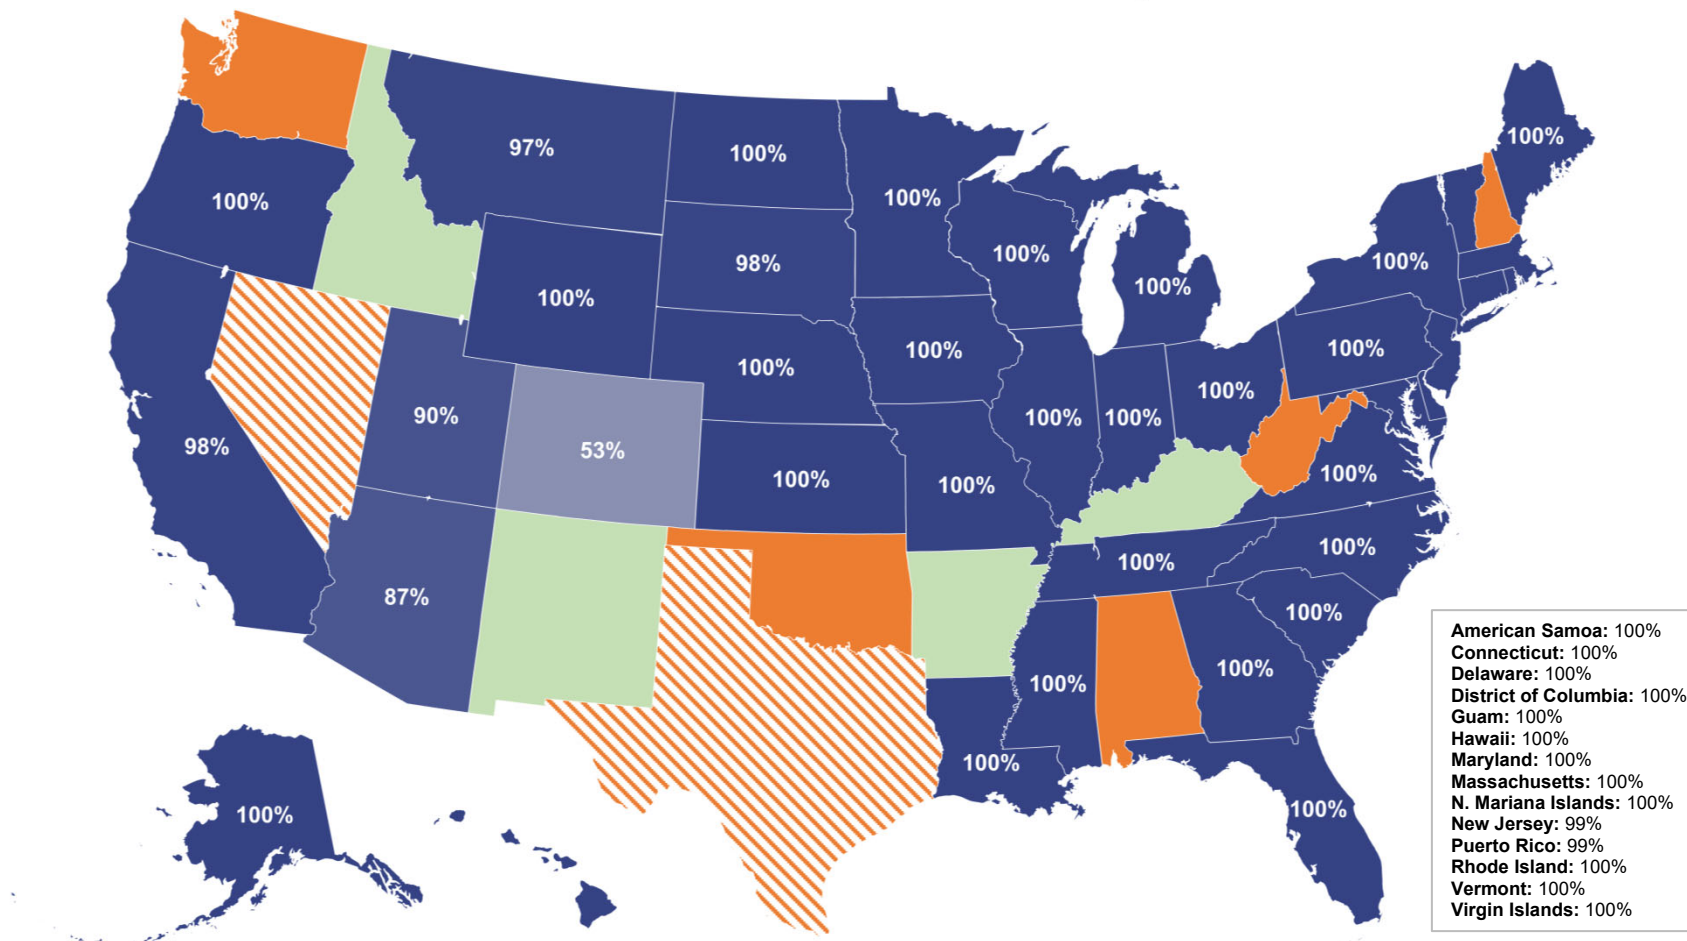 100%
97%
100%
100%
100%
100%
98%
100%
100%
100%
100%
100%
100%
100%
100%
100%
90%
100%
100%
98%
53%
100%
100%
100%
100%
100%
87%
100%
100%
100%
100%
100%
100%
100%
American Samoa: 100%
Connecticut: 100%
Delaware: 100%
District of Columbia: 100%
Guam: 100%
Hawaii: 100%
Maryland: 100%
Massachusetts: 100%
N. Mariana Islands: 100%
New Jersey: 99%
Puerto Rico: 99%
Rhode Island: 100%
Vermont: 100%
Virgin Islands: 100%